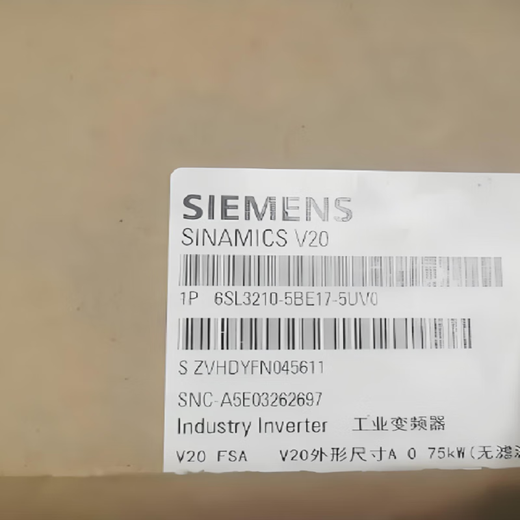 SIEMENS
SINAMICS V20
1P 6SL3210-5BE17-5UV0
S ZVHDYFN045611
SNC-A5E03262697
Industry Inverter 工业变频器
V20 FSA V20外形尺寸A 0 75kW(无滤